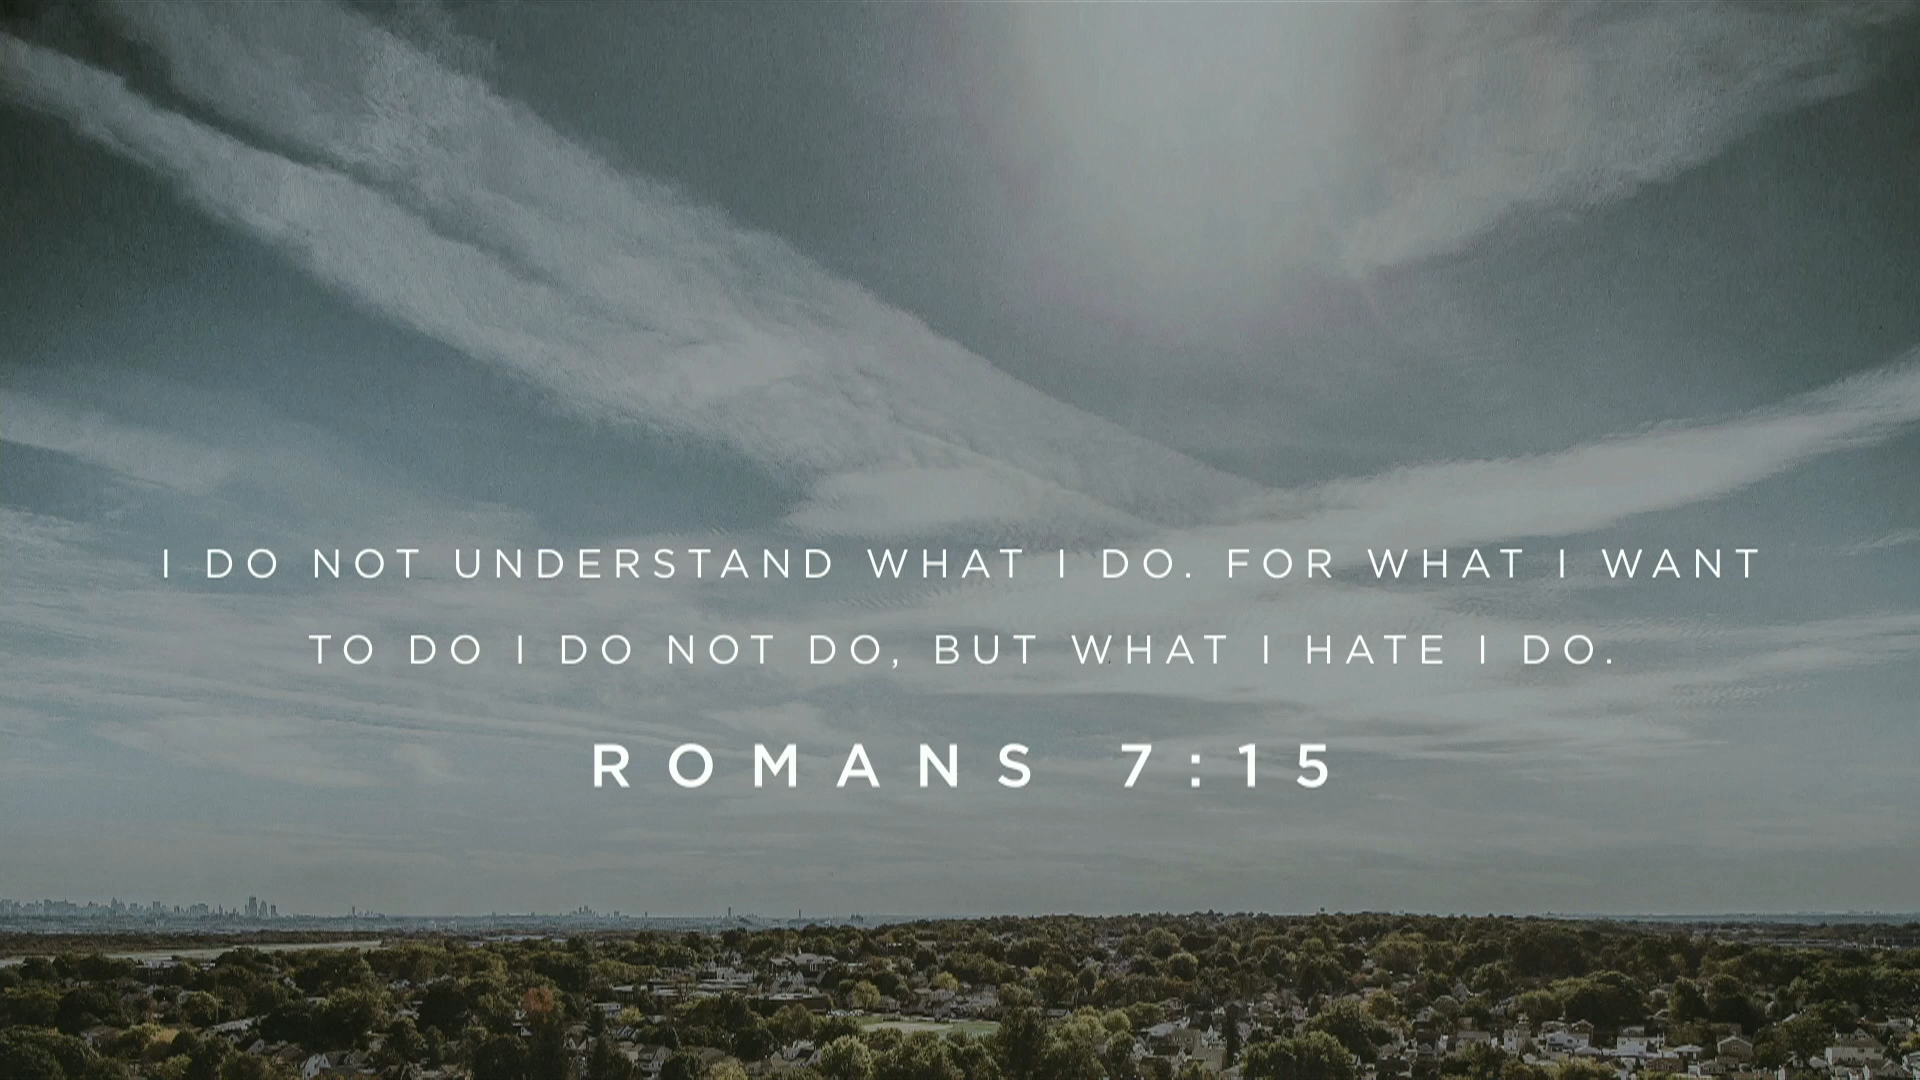 I DO NOT UNDERSTAND WHAT I DO. FOR WHAT I WANT
TO DO I DO NOT DO, BUT WHAT I HATE I DO.
ROMANS 7:15